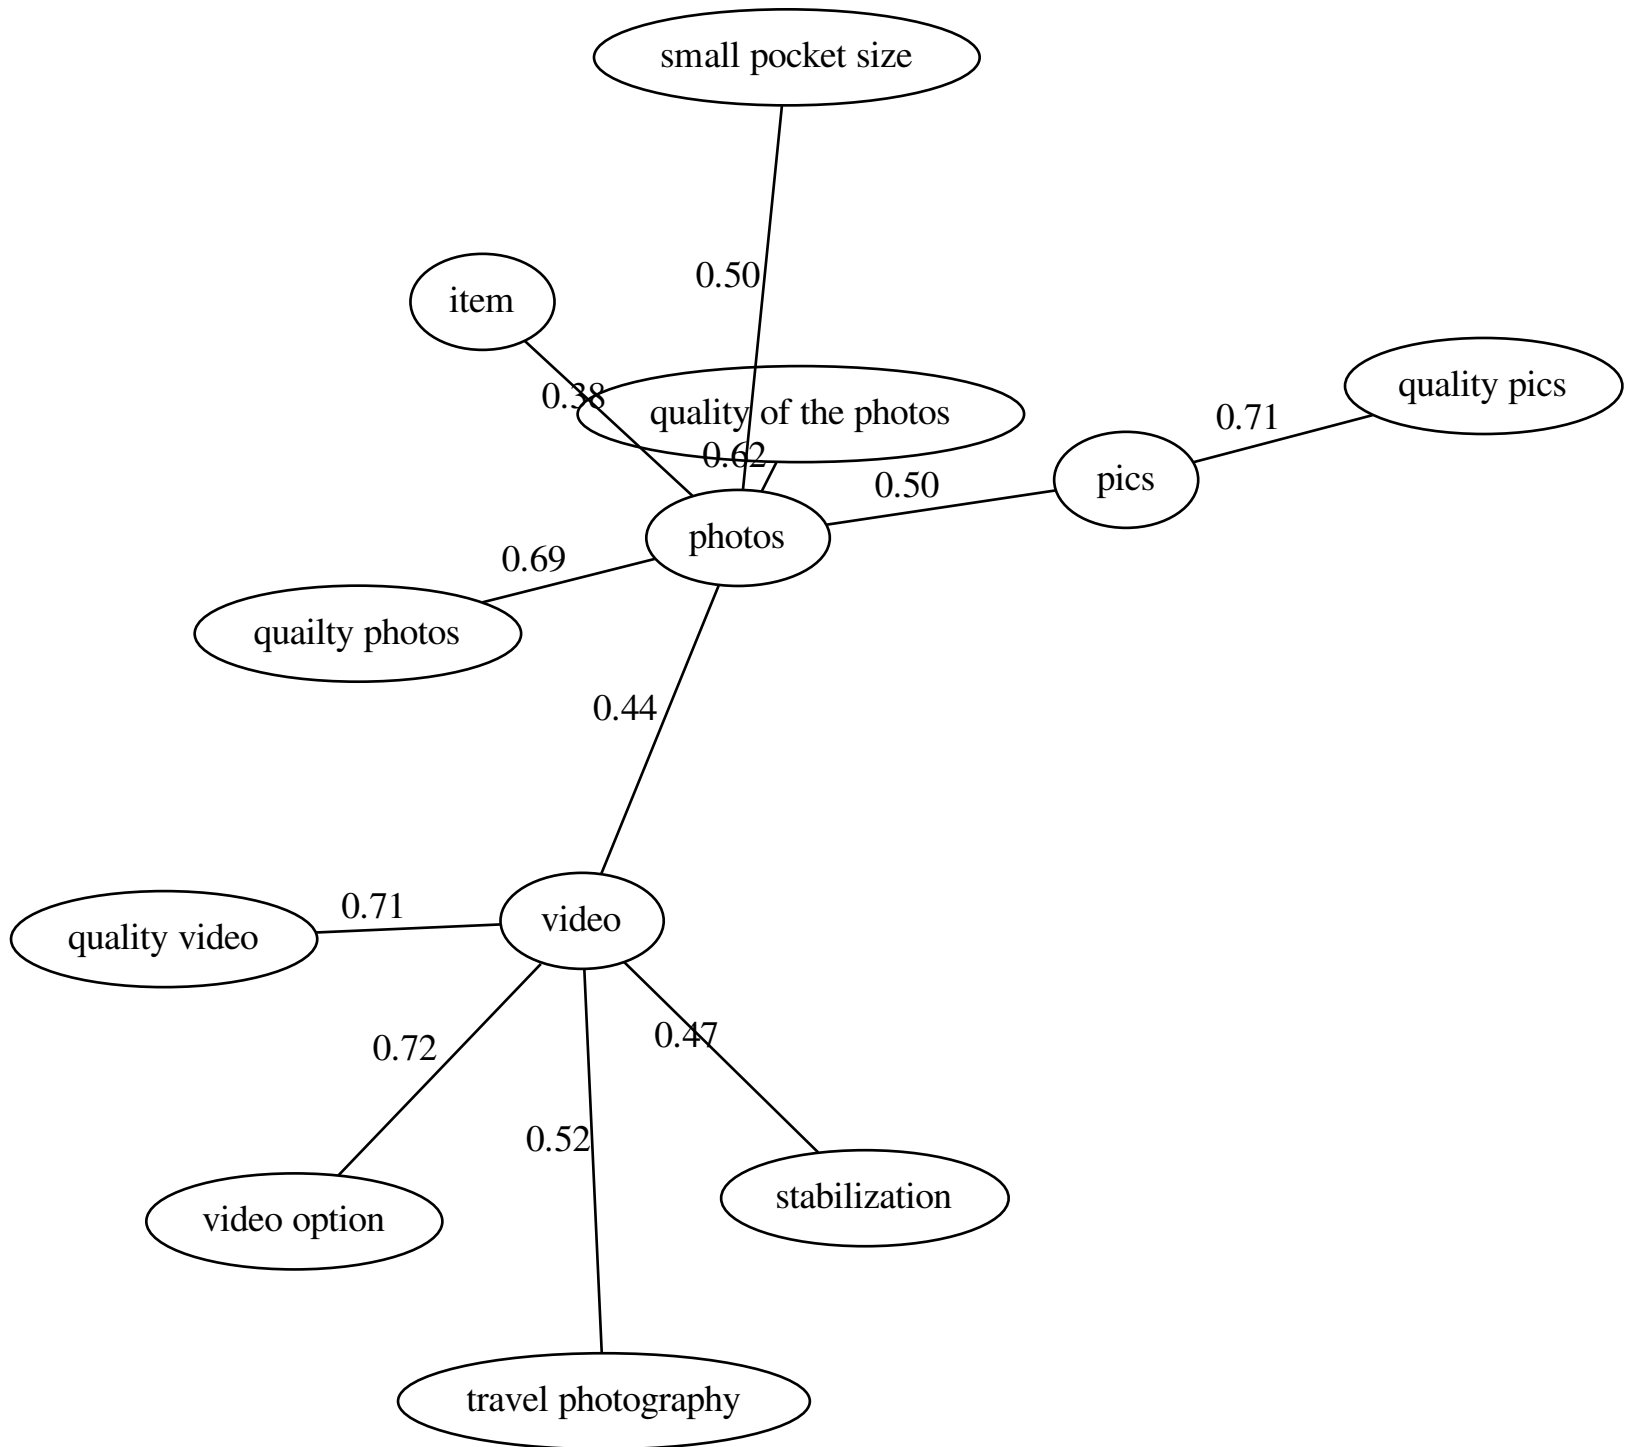 small pocket size
0.50
item
quality pics
0.38
quality of the photos
0.71
0.62
pics
0.50
photos
0.69
quailty photos
0.44
0.71
video
quality video
0.47
0.72
0.52
stabilization
video option
travel photography